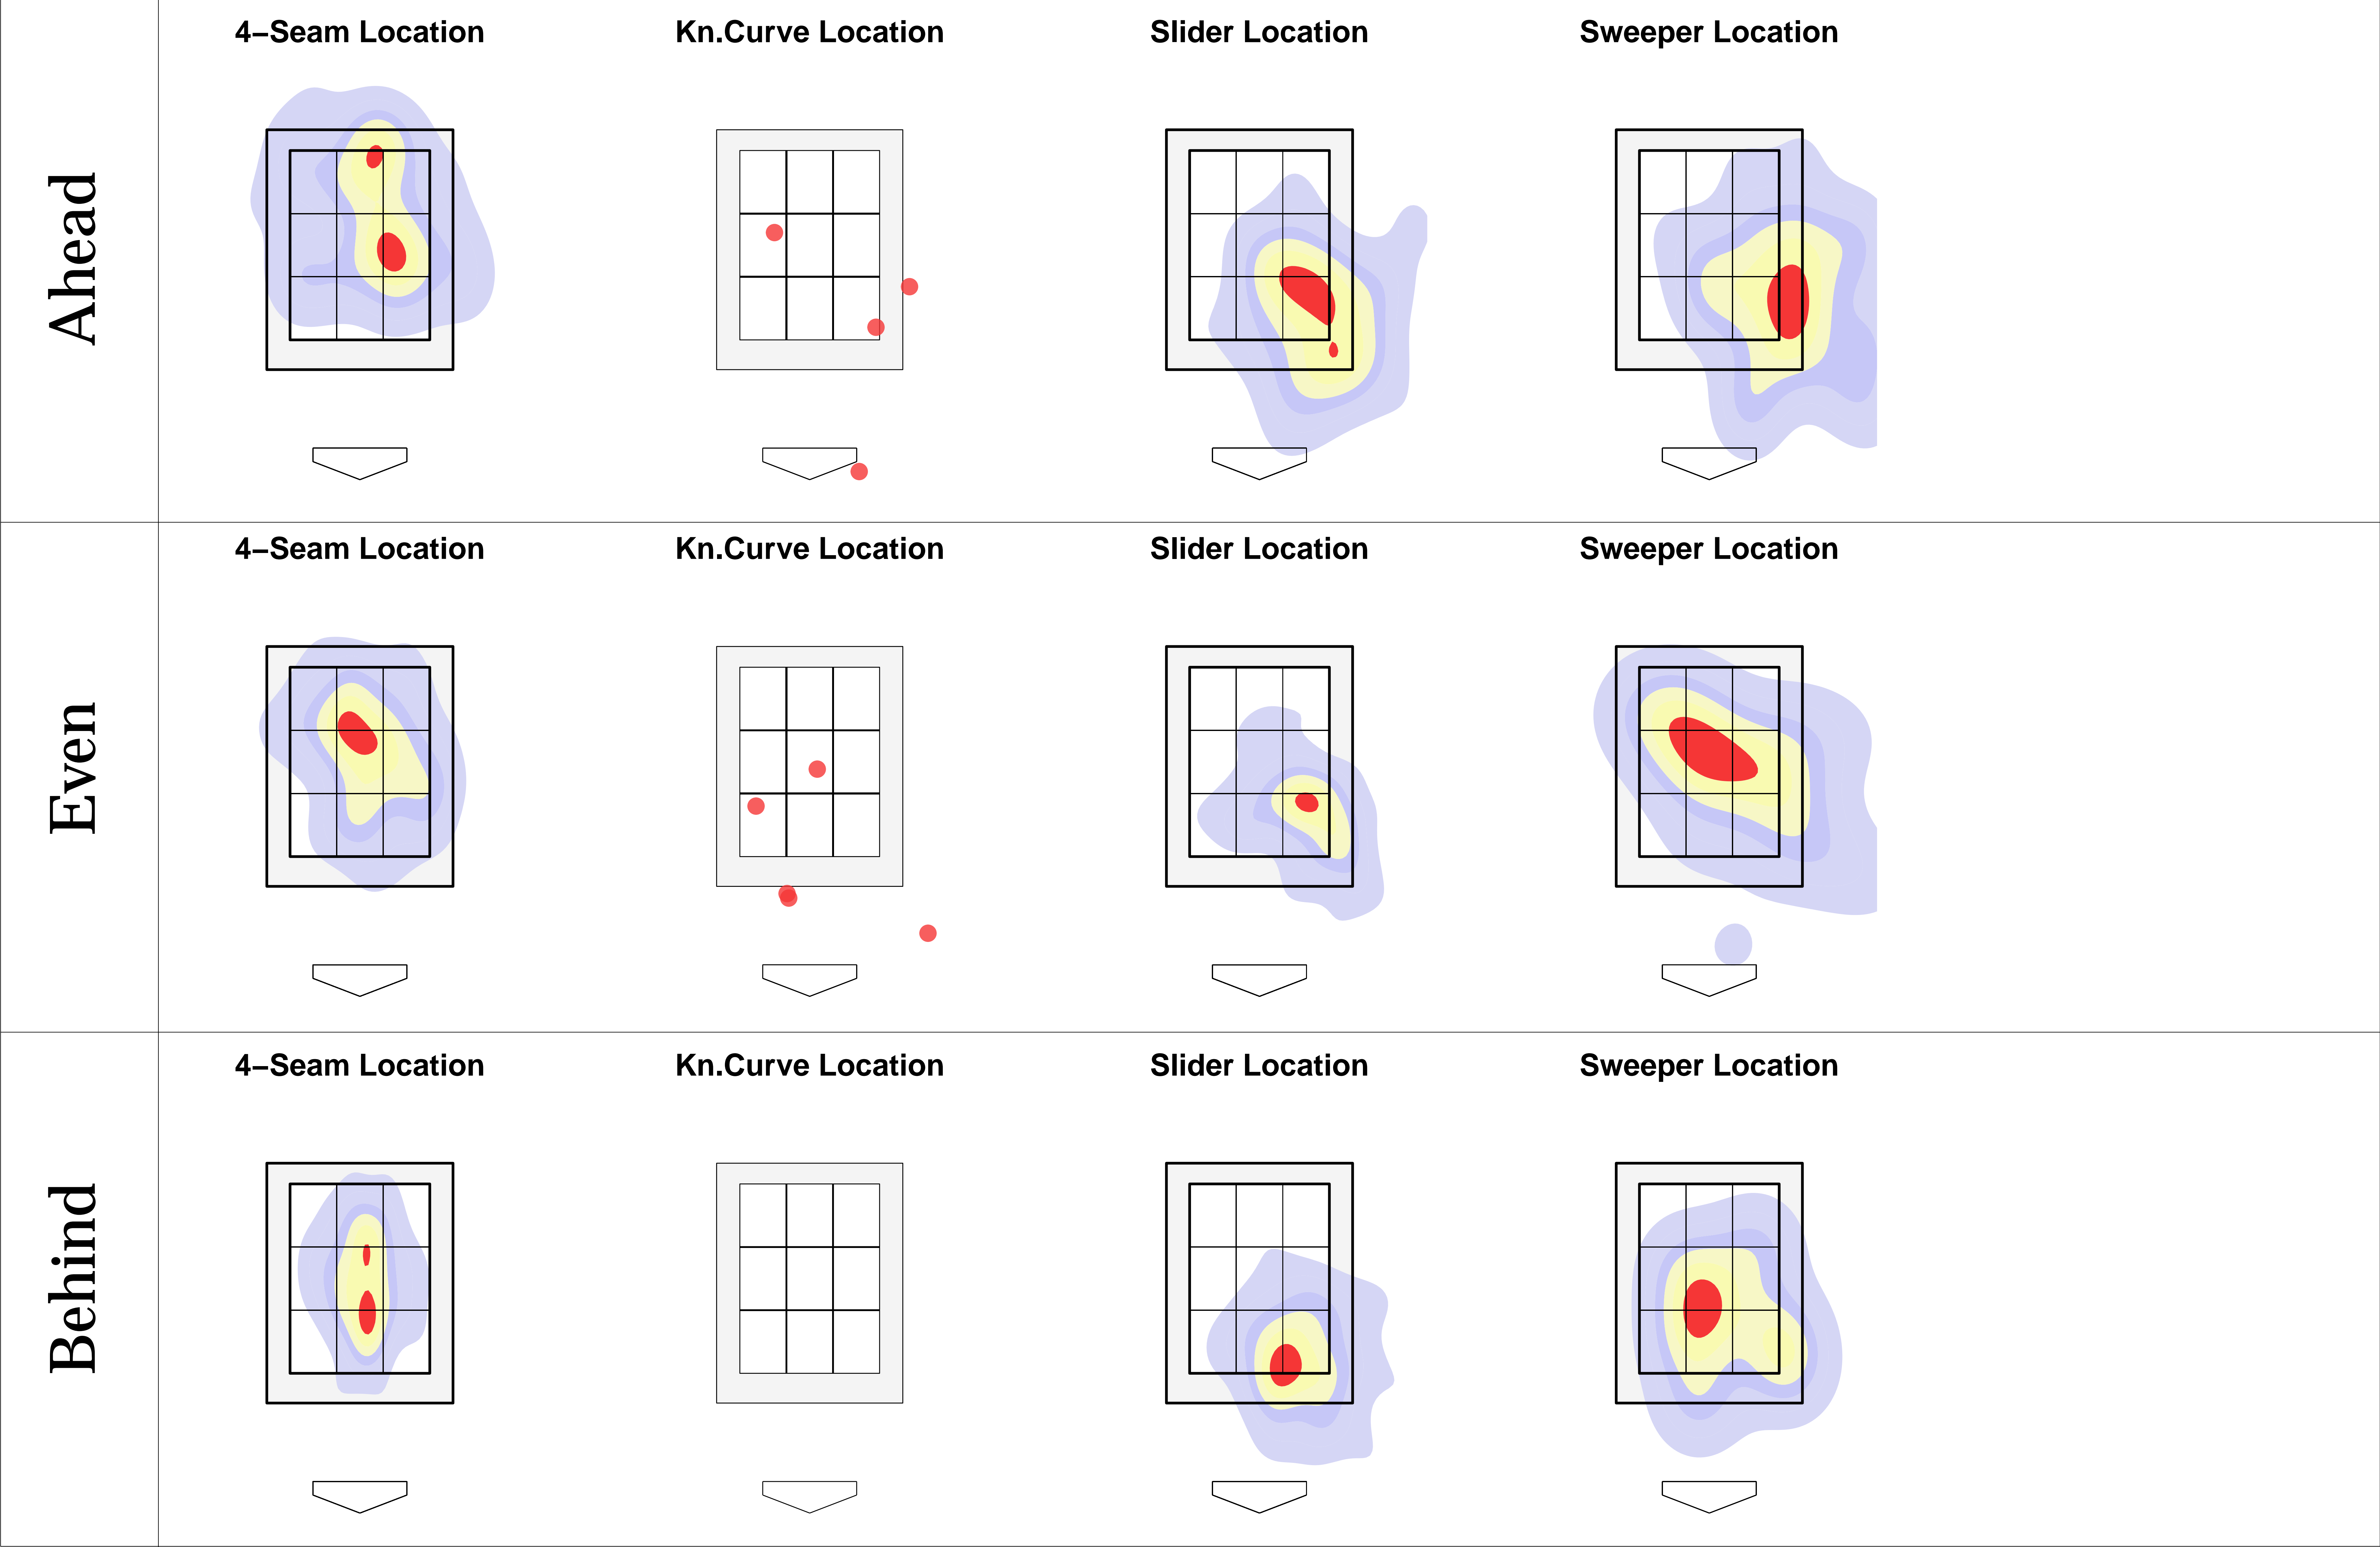 4−Seam Location
Kn.Curve Location
Slider Location
Sweeper Location
Ahead
4−Seam Location
Kn.Curve Location
Slider Location
Sweeper Location
Even
4−Seam Location
Kn.Curve Location
Slider Location
Sweeper Location
Behind